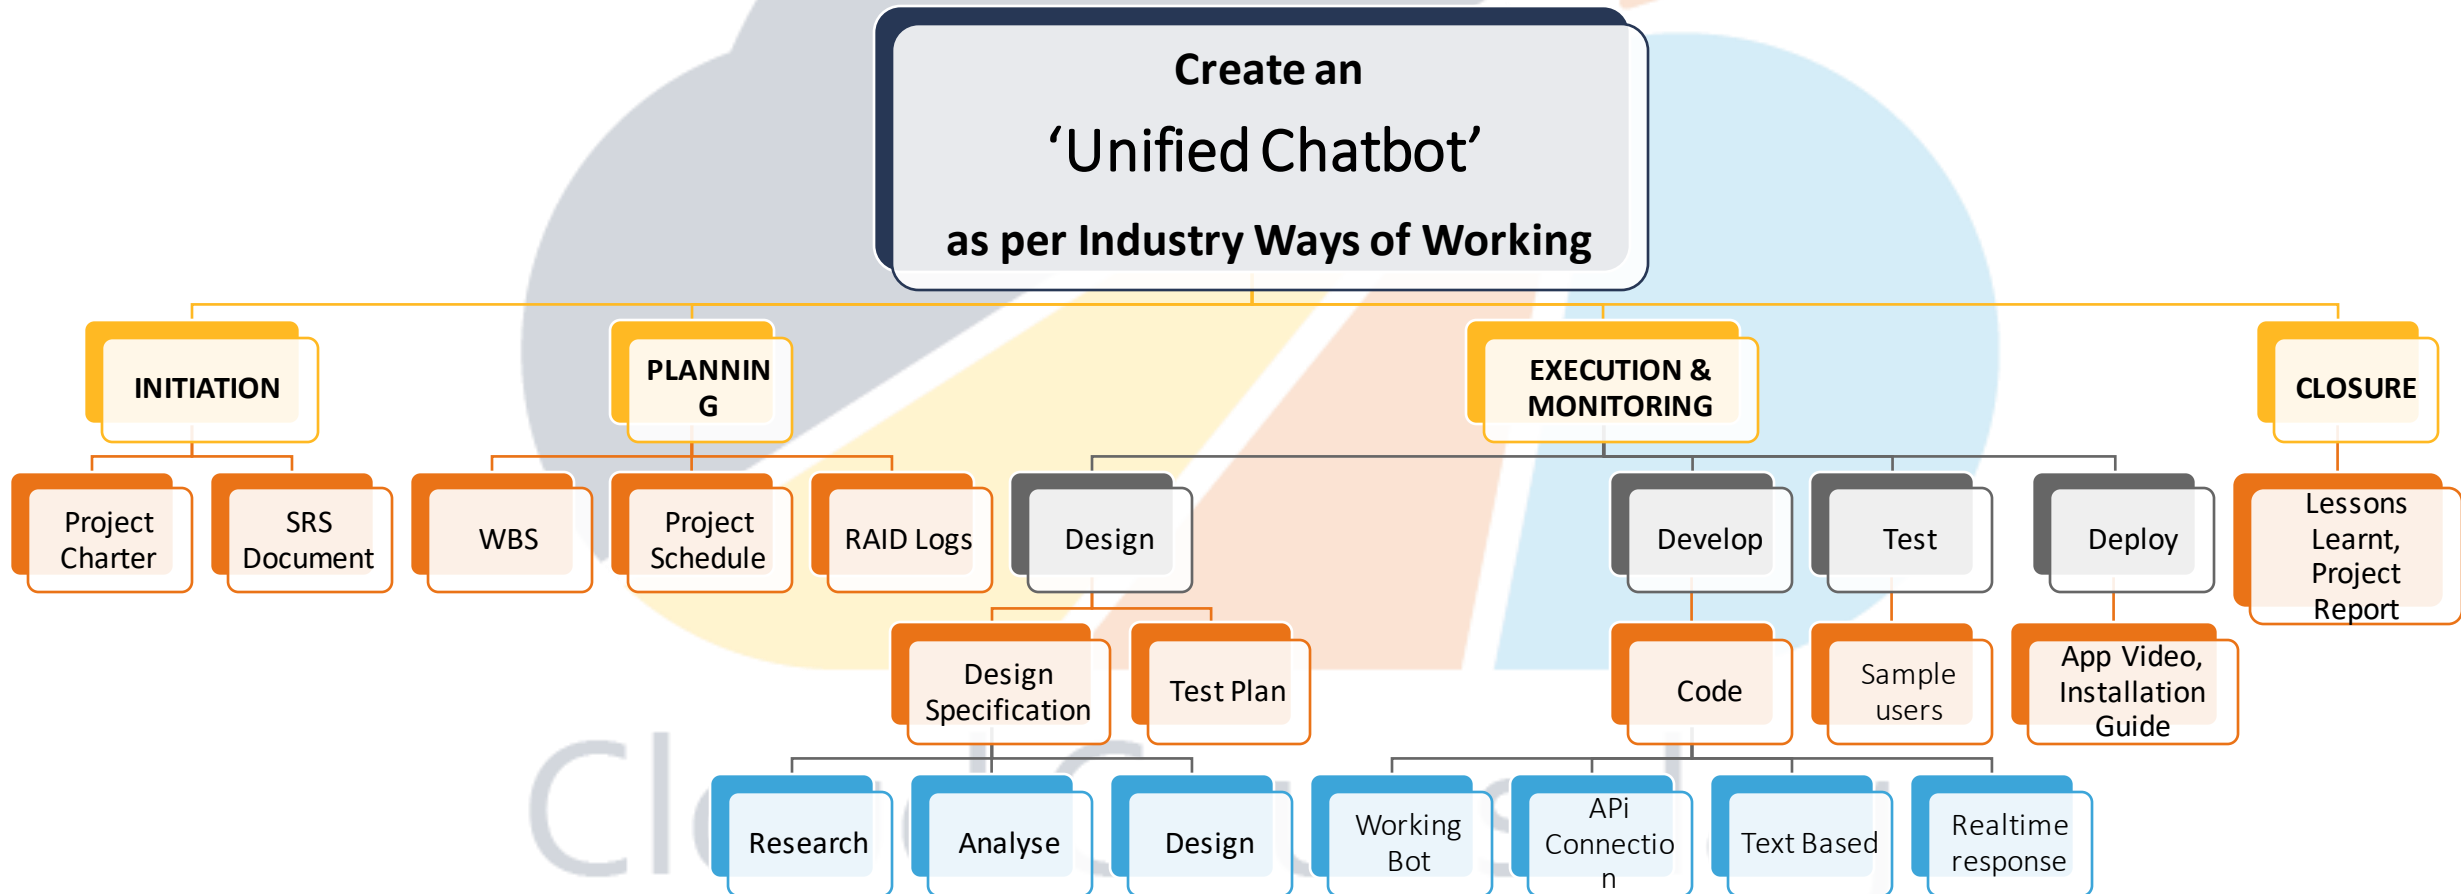 Create an
‘Unified Chatbot’
as per Industry Ways of Working
INITIATION
PLANNIN
G
EXECUTION &
MONITORING
CLOSURE
Project
Charter
SRS
Document
WBS
Project
Schedule
RAID Logs
Design
Develop
Test
Deploy
Lessons
Learnt,
Project
Report
Design
Specification
Test Plan
Code
Sample
users
App Video,
Installation
Guide
Research
Analyse
Design
Working
Bot
APi
Connectio
n
Text Based
Realtime
response